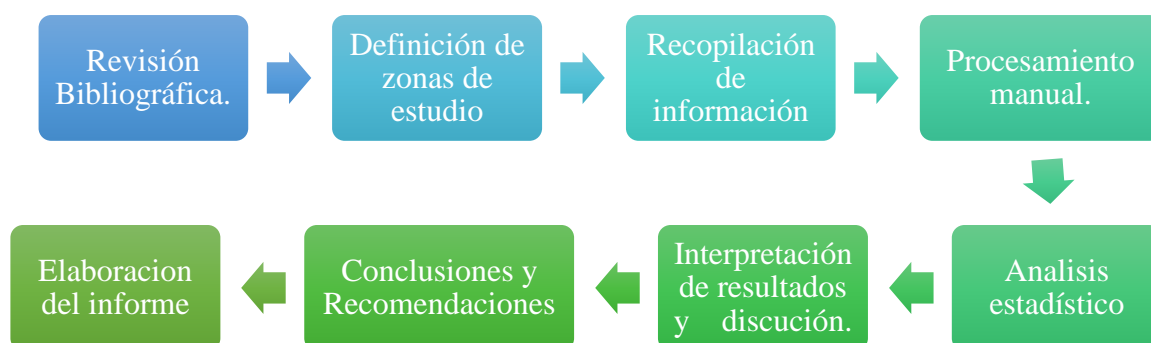 Revisión
Bibliográfica.
Definición de
zonas de
estudio
Recopilación
de
información
Procesamiento
manual.
Analisis
estadístico
Interpretación
de resultados
y discución.
Conclusiones y
Recomendaciones
Elaboracion
del informe